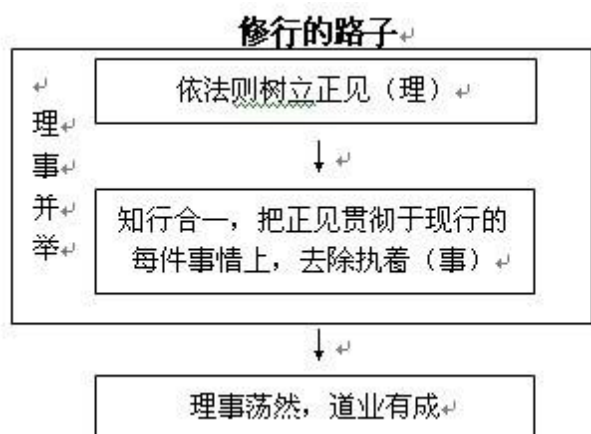 修行的路子
理
事
并
举
依法则树立正见（理）
知行合一，把正见贯彻于现行的
每件事情上，去除执着（事）
理事荡然，道业有成